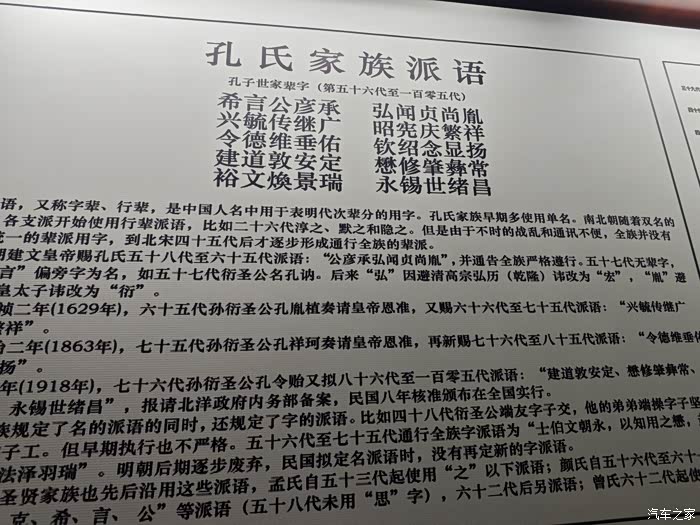 孔氏家族派语
孔子世家辈字（第五十六代至一百零五代）
希言公彦承 弘闻贞尚胤
兴毓传继广 昭宪庆繁祥
令德维垂佑 钦绍念显扬
建道敦安定 懋修肇彝常
裕文焕景瑞 永锡世绪昌
语，又称字辈、行辈，是中国人名中用于表明代次辈分的用字。孔氏家族早期多使用单名。南北朝随着双名的
各支派开始使用行辈派语，比如二十六代淳之、默之和隐之。但是由于不时的战乱和通讯不便，全族并没有
统一的辈派用字，到北宋四十五代后才逐步形成通行全族的辈派。
朝建文皇帝赐孔氏五十八代至六十五代派语：“公彦承弘闻贞尚胤”，并通告全族严格遵行。五十七代无辈字，
言”偏旁字为名，如五十七代衍圣公名孔讷。后来“弘”因避清高宗弘历（乾隆）讳改为“宏”，“胤”避
皇太子讳改为“衍”。
祯二年(1629年)，六十五代孙衍圣公孔胤植奏请皇帝恩准，又赐六十六代至七十五代派语：“兴毓传继广
繁祥”。
治二年(1863年)，七十五代孙衍圣公孔祥珂奏请皇帝恩准，再新赐七十六代至八十五代派语：“令德维垂佑
扬”。
年(1918年)，七十六代孙衍圣公孔令贻又拟八十六代至一百零五代派语：“建道敦安定、懋修肇彝常、
永锡世绪昌”，报请北洋政府内务部备案，民国八年核准颁布在全国实行。
族规定了名的派语的同时，还规定了字的派语。比如四十八代衍圣公端友字子交，他的弟弟端操字子坚
子工。但早期执行也不严格。五十六代至七十五代通行全族字派语为“士伯文朝永，以知用之懋，
法泽羽瑞”。明朝后期逐步废弃，民国拟定名派语时，没有再定新的字派语。
圣贤家族也先后沿用这些派语，孟氏自五十三代起使用“之”以下派语；颜氏自五十六代至六十
克、希、言、公”等派语（五十八代未用“思”字），六十二代后另派语；曾氏六十二代起使
汽车之家